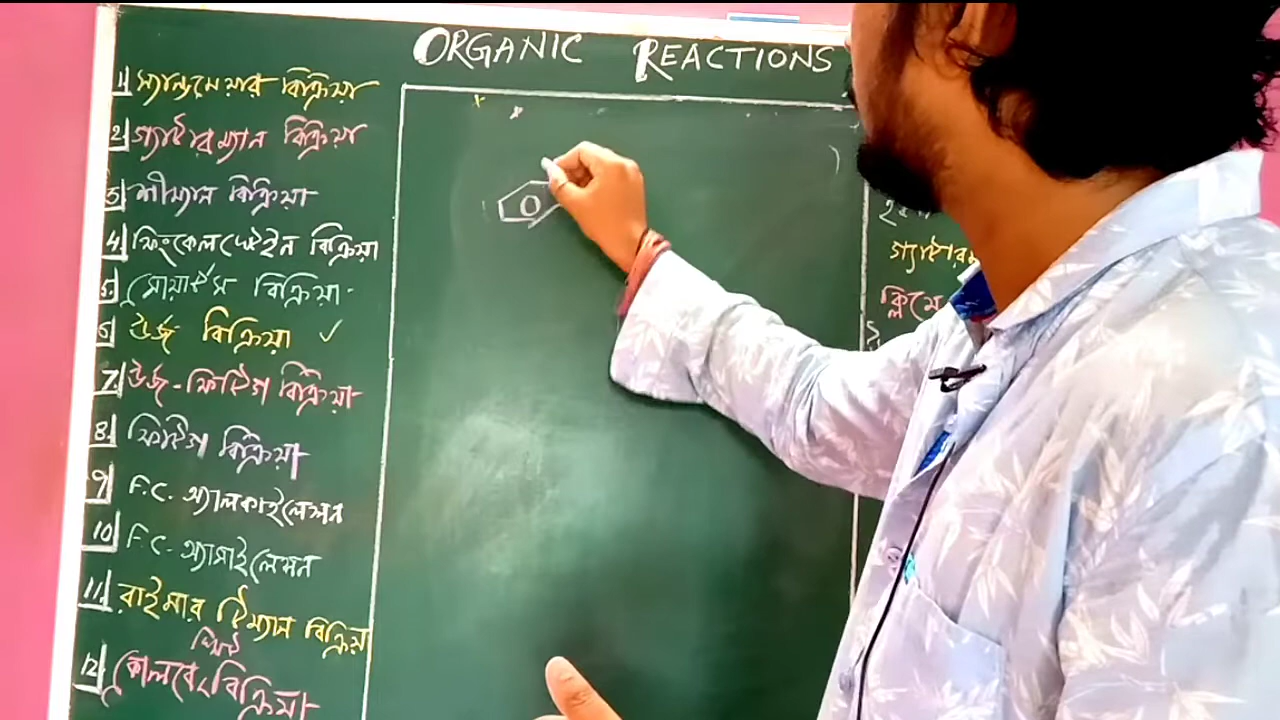 ORGANIC REACTIONS
1 স্যান্ডমেয়ার বিক্রিয়া
2 গ্যাটারম্যান বিক্রিয়া
3 শীম্যান বিক্রিয়া
4. ফিংকেলস্টেইন বিক্রিয়া
5. সোয়ার্টস বিক্রিয়া
6 উর্জ বিক্রিয়া ✓
7. উর্জ-ফিটিগ বিক্রিয়া
8. ফিটিগ বিক্রিয়া
9 F.C. অ্যালকাইলেশন
10 F.C. অ্যাসাইলেশন
11. রাইমার টিম্যান বিক্রিয়া
12 কোলবে স্মিট বিক্রিয়া
গ্যাটারম
ক্লিমে